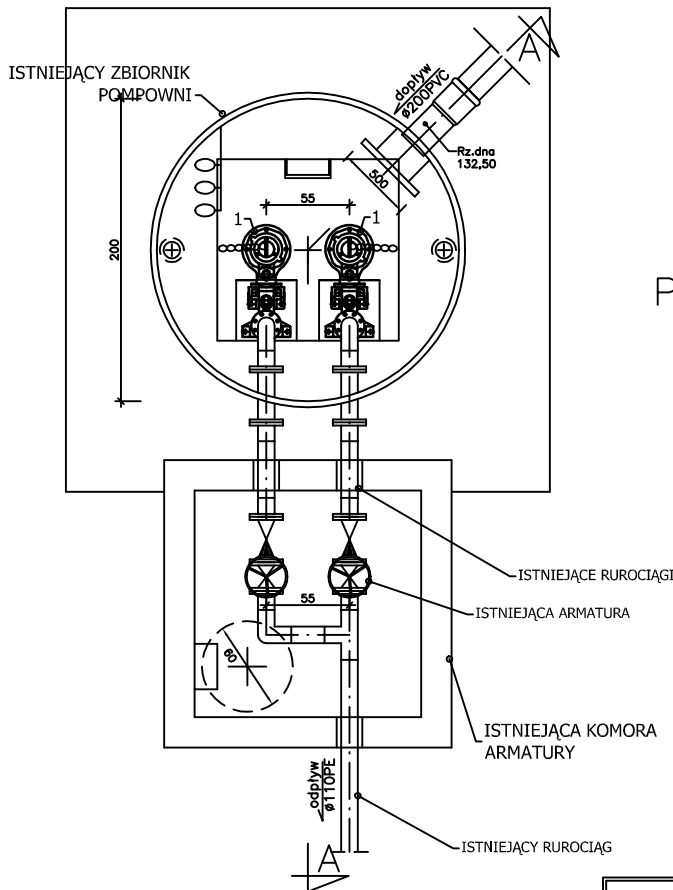 A
ISTNIEJĄCY ZBIORNIK
POMPOWNI
dopływ
ø200PVC
Rz.dna
132,50
500
55
1
1
200
P
ISTNIEJĄCE RUROCIĄGI
ISTNIEJĄCA ARMATURA
55
60
ISTNIEJĄCA KOMORA
ARMATURY
odpływ
ø110PE
ISTNIEJĄCY RUROCIĄG
A